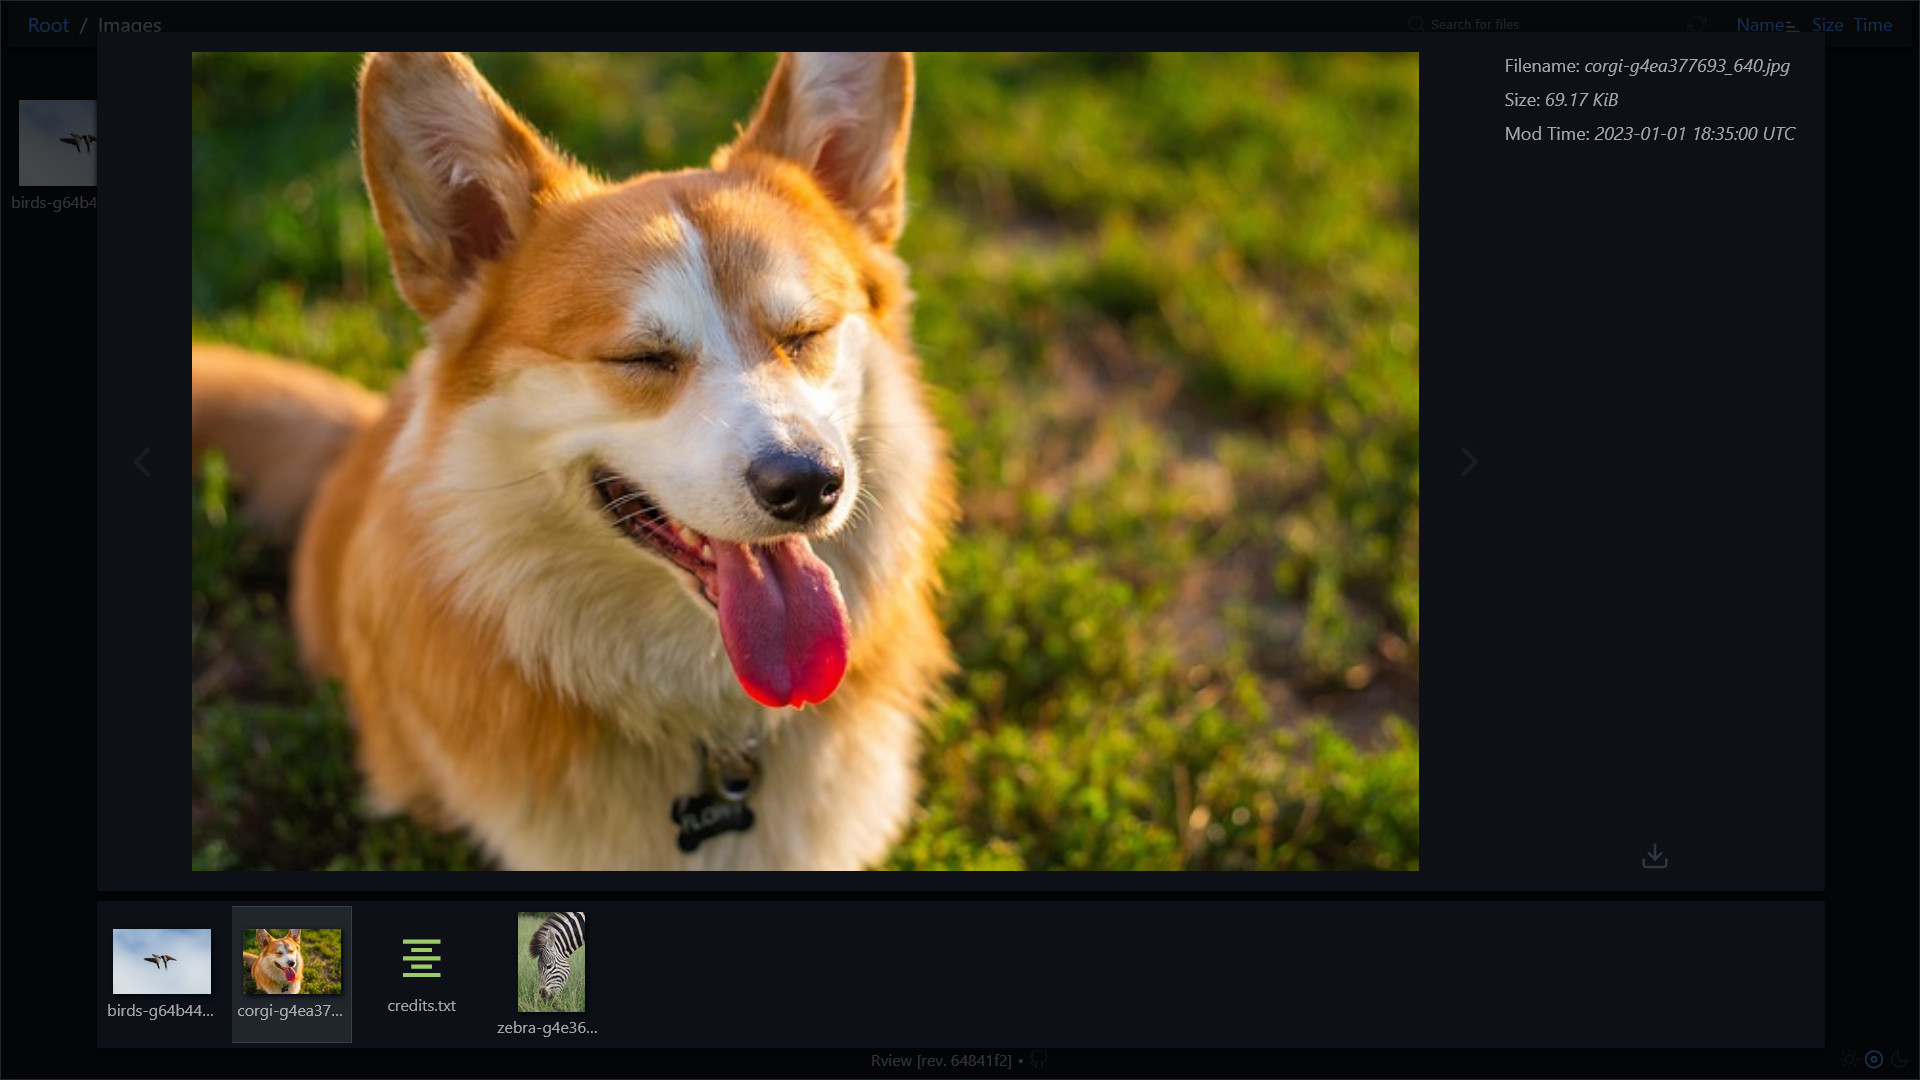 Root / Images
Search for files
Name Size Time
birds-g64b4
Filename: corgi-g4ea377693_640.jpg
Size: 69.17 KiB
Mod Time: 2023-01-01 18:35:00 UTC
birds-g64b44...
corgi-g4ea37...
credits.txt
zebra-g4e36...
Rview [rev. 64841f2] •